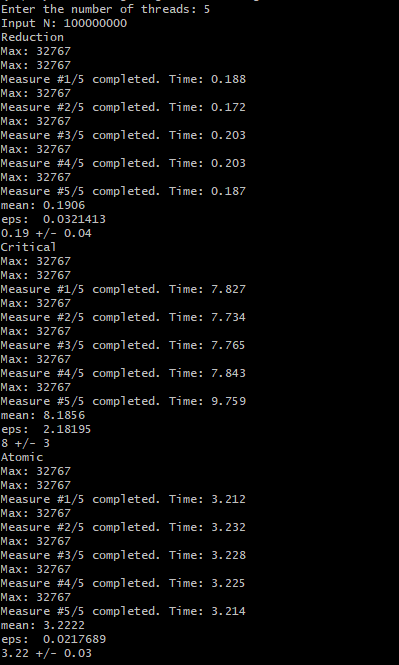 Enter the number of threads: 5
Input N: 100000000
Reduction
Max: 32767
Max: 32767
Measure #1/5 completed. Time: 0.188
Max: 32767
Measure #2/5 completed. Time: 0.172
Max: 32767
Measure #3/5 completed. Time: 0.203
Max: 32767
Measure #4/5 completed. Time: 0.203
Max: 32767
Measure #5/5 completed. Time: 0.187
mean: 0.1906
eps:  0.0321413
0.19 +/- 0.04
Critical
Max: 32767
Max: 32767
Measure #1/5 completed. Time: 7.827
Max: 32767
Measure #2/5 completed. Time: 7.734
Max: 32767
Measure #3/5 completed. Time: 7.765
Max: 32767
Measure #4/5 completed. Time: 7.843
Max: 32767
Measure #5/5 completed. Time: 9.759
mean: 8.1856
eps:  2.18195
8 +/- 3
Atomic
Max: 32767
Max: 32767
Measure #1/5 completed. Time: 3.212
Max: 32767
Measure #2/5 completed. Time: 3.232
Max: 32767
Measure #3/5 completed. Time: 3.228
Max: 32767
Measure #4/5 completed. Time: 3.225
Max: 32767
Measure #5/5 completed. Time: 3.214
mean: 3.2222
eps:  0.0217689
3.22 +/- 0.03